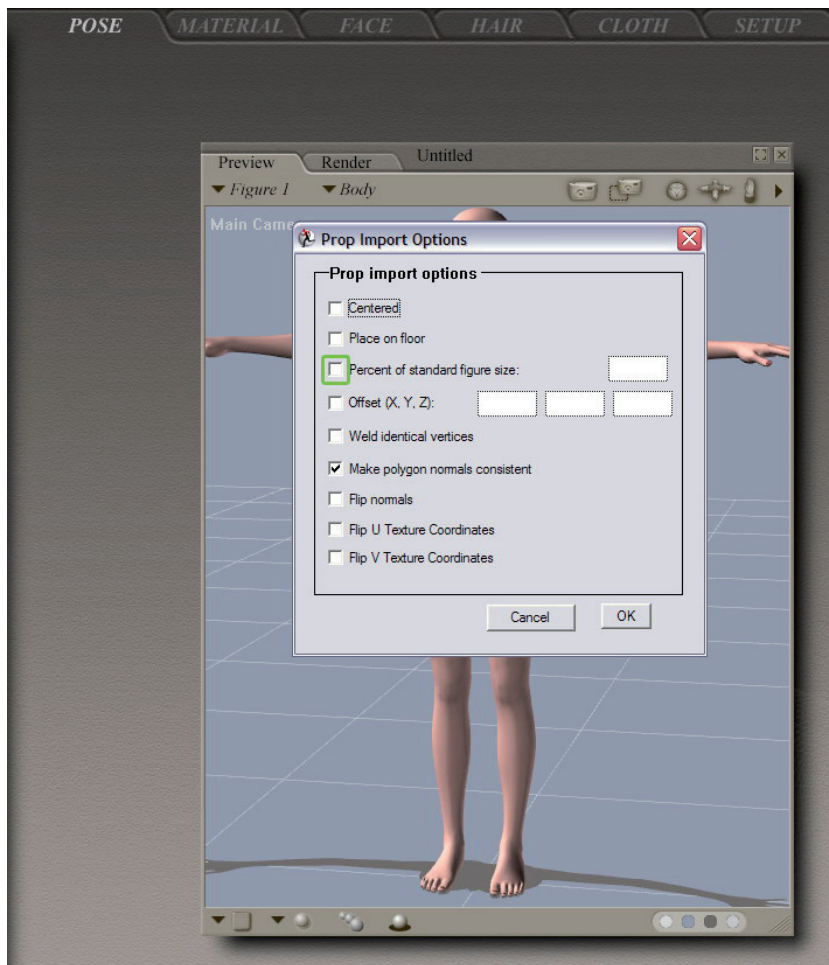 POSE MATERIAL FACE HAIR CLOTH SETUP
Preview Render Untitled
Figure 1 Body
Main Came
Prop Import Options
Prop import options
Centered
Place on floor
Percent of standard figure size:
Offset (X, Y, Z):
Weld identical vertices
Make polygon normals consistent
Flip normals
Flip U Texture Coordinates
Flip V Texture Coordinates
Cancel OK